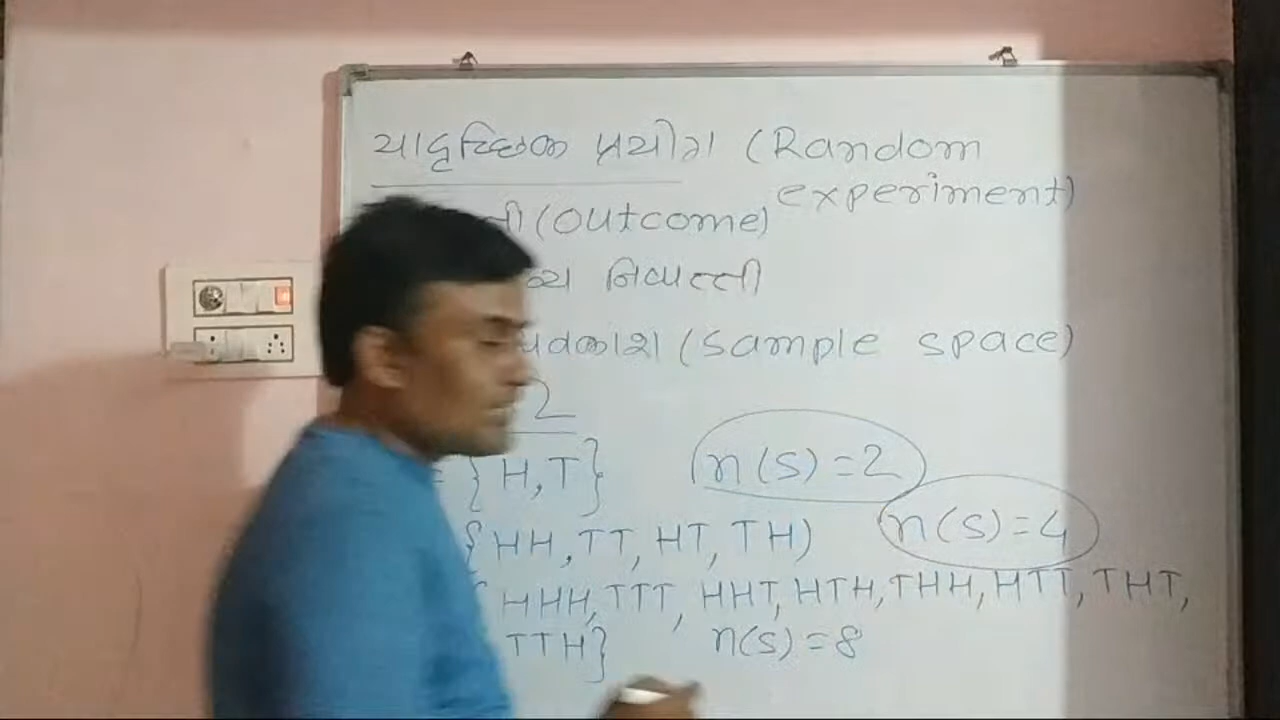 યાદૃચ્છિક પ્રયોગ (Random experiment)
(Outcome)
(Sample space)
2
= { H, T } n(s) = 2
{ HH, TT, HT, TH) n(s) = 4
{ HHH, TTT, HHT, HTH, THH, HTT, THT,
TTH} n(s) = 8